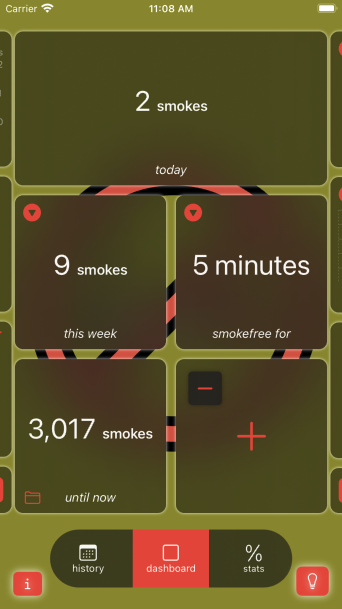 Carrier 11:08 AM
2 smokes
today
9 smokes
this week
5 minutes
smokefree for
3,017 smokes
until now
history
dashboard
%
stats
i